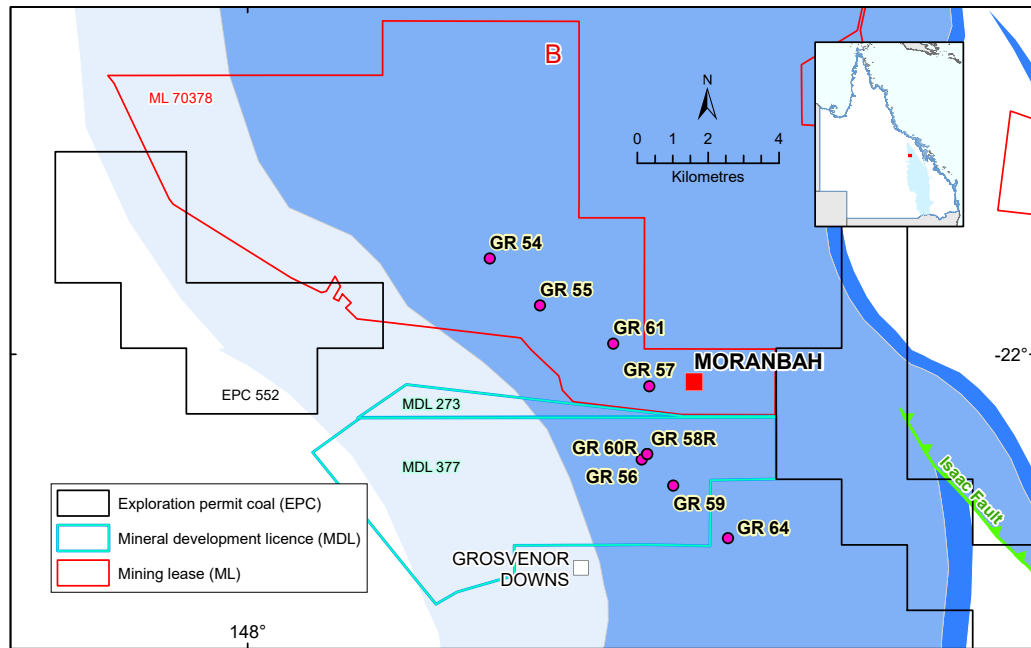 B
ML 70378
N
0 1 2 4
Kilometres
GR 54
GR 55
GR 61
MORANBAH
-22°
GR 57
EPC 552
MDL 273
GR 58R
GR 60R
MDL 377
GR 56
GR 59
Isaac Fault
GR 64
Exploration permit coal (EPC)
Mineral development licence (MDL)
Mining lease (ML)
GROSVENOR
DOWNS
148°